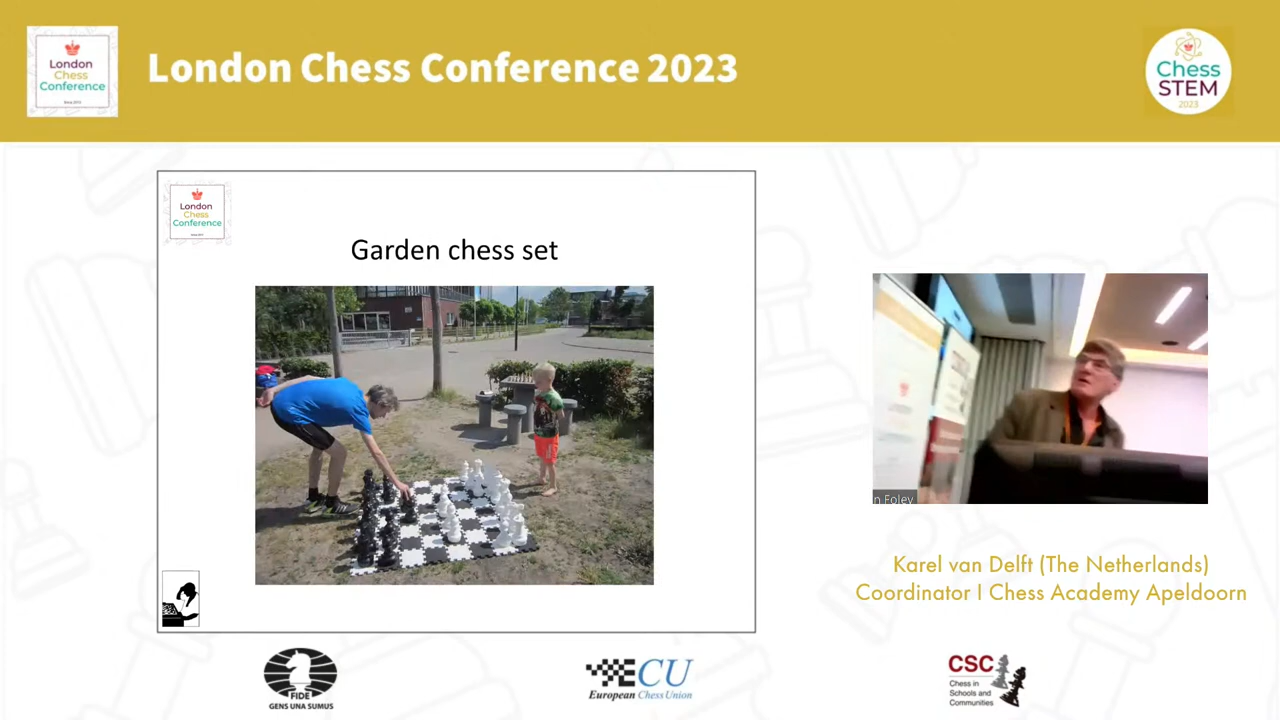 London
Chess
Conference
London Chess Conference 2023
Chess
STEM
2023
London
Chess
Conference
Garden chess set
n Foley
Karel van Delft (The Netherlands)
Coordinator | Chess Academy Apeldoorn
FIDE
GENS UNA SUMUS
ECU
European Chess Union
CSC
Chess in
Schools and
Communities